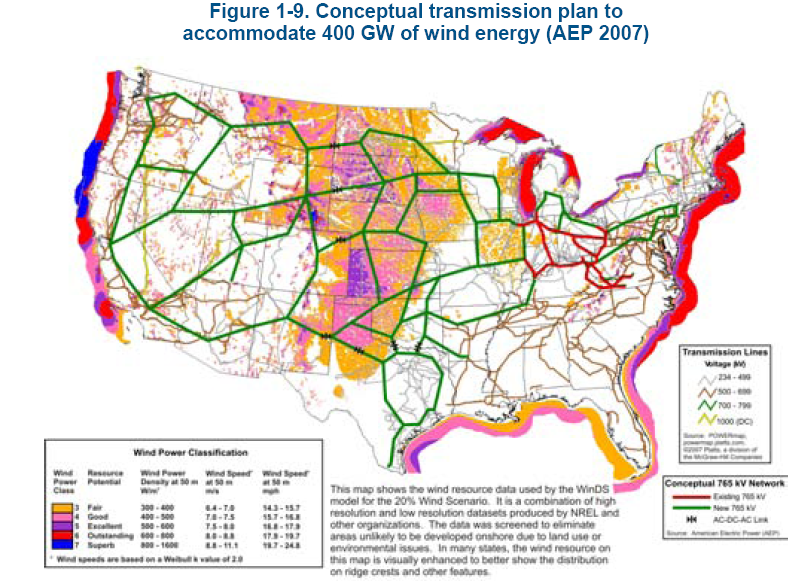 Figure 1-9. Conceptual transmission plan to
accommodate 400 GW of wind energy (AEP 2007)
Transmission Lines
Voltage (kV)
234 - 499
500 - 699
700 - 799
1000 (DC)
Source: POWERmap,
powermap.platts.com
©2007 Platts, a division of
the McGraw-Hill Companies
Wind Power Classification
Wind Power Class
Resource Potential
Wind Power Density at 50 m W/m²
Wind Speed* at 50 m m/s
Wind Speed* at 50 m mph
3 Fair 300 - 400 6.4 - 7.0 14.3 - 15.7
4 Good 400 - 500 7.0 - 7.5 15.7 - 16.8
5 Excellent 500 - 600 7.5 - 8.0 16.8 - 17.9
6 Outstanding 600 - 800 8.0 - 8.8 17.9 - 19.7
7 Superb 800 - 1600 8.8 - 11.1 19.7 - 24.8
* Wind speeds are based on a Weibull k value of 2.0
This map shows the wind resource data used by the WinDS
model for the 20% Wind Scenario. It is a combination of high
resolution and low resolution datasets produced by NREL and
other organizations. The data was screened to eliminate
areas unlikely to be developed onshore due to land use or
environmental issues. In many states, the wind resource on
this map is visually enhanced to better show the distribution
on ridge crests and other features.
Conceptual 765 kV Network
Existing 765 kV
New 765 kV
AC-DC-AC Link
Source: American Electric Power (AEP)